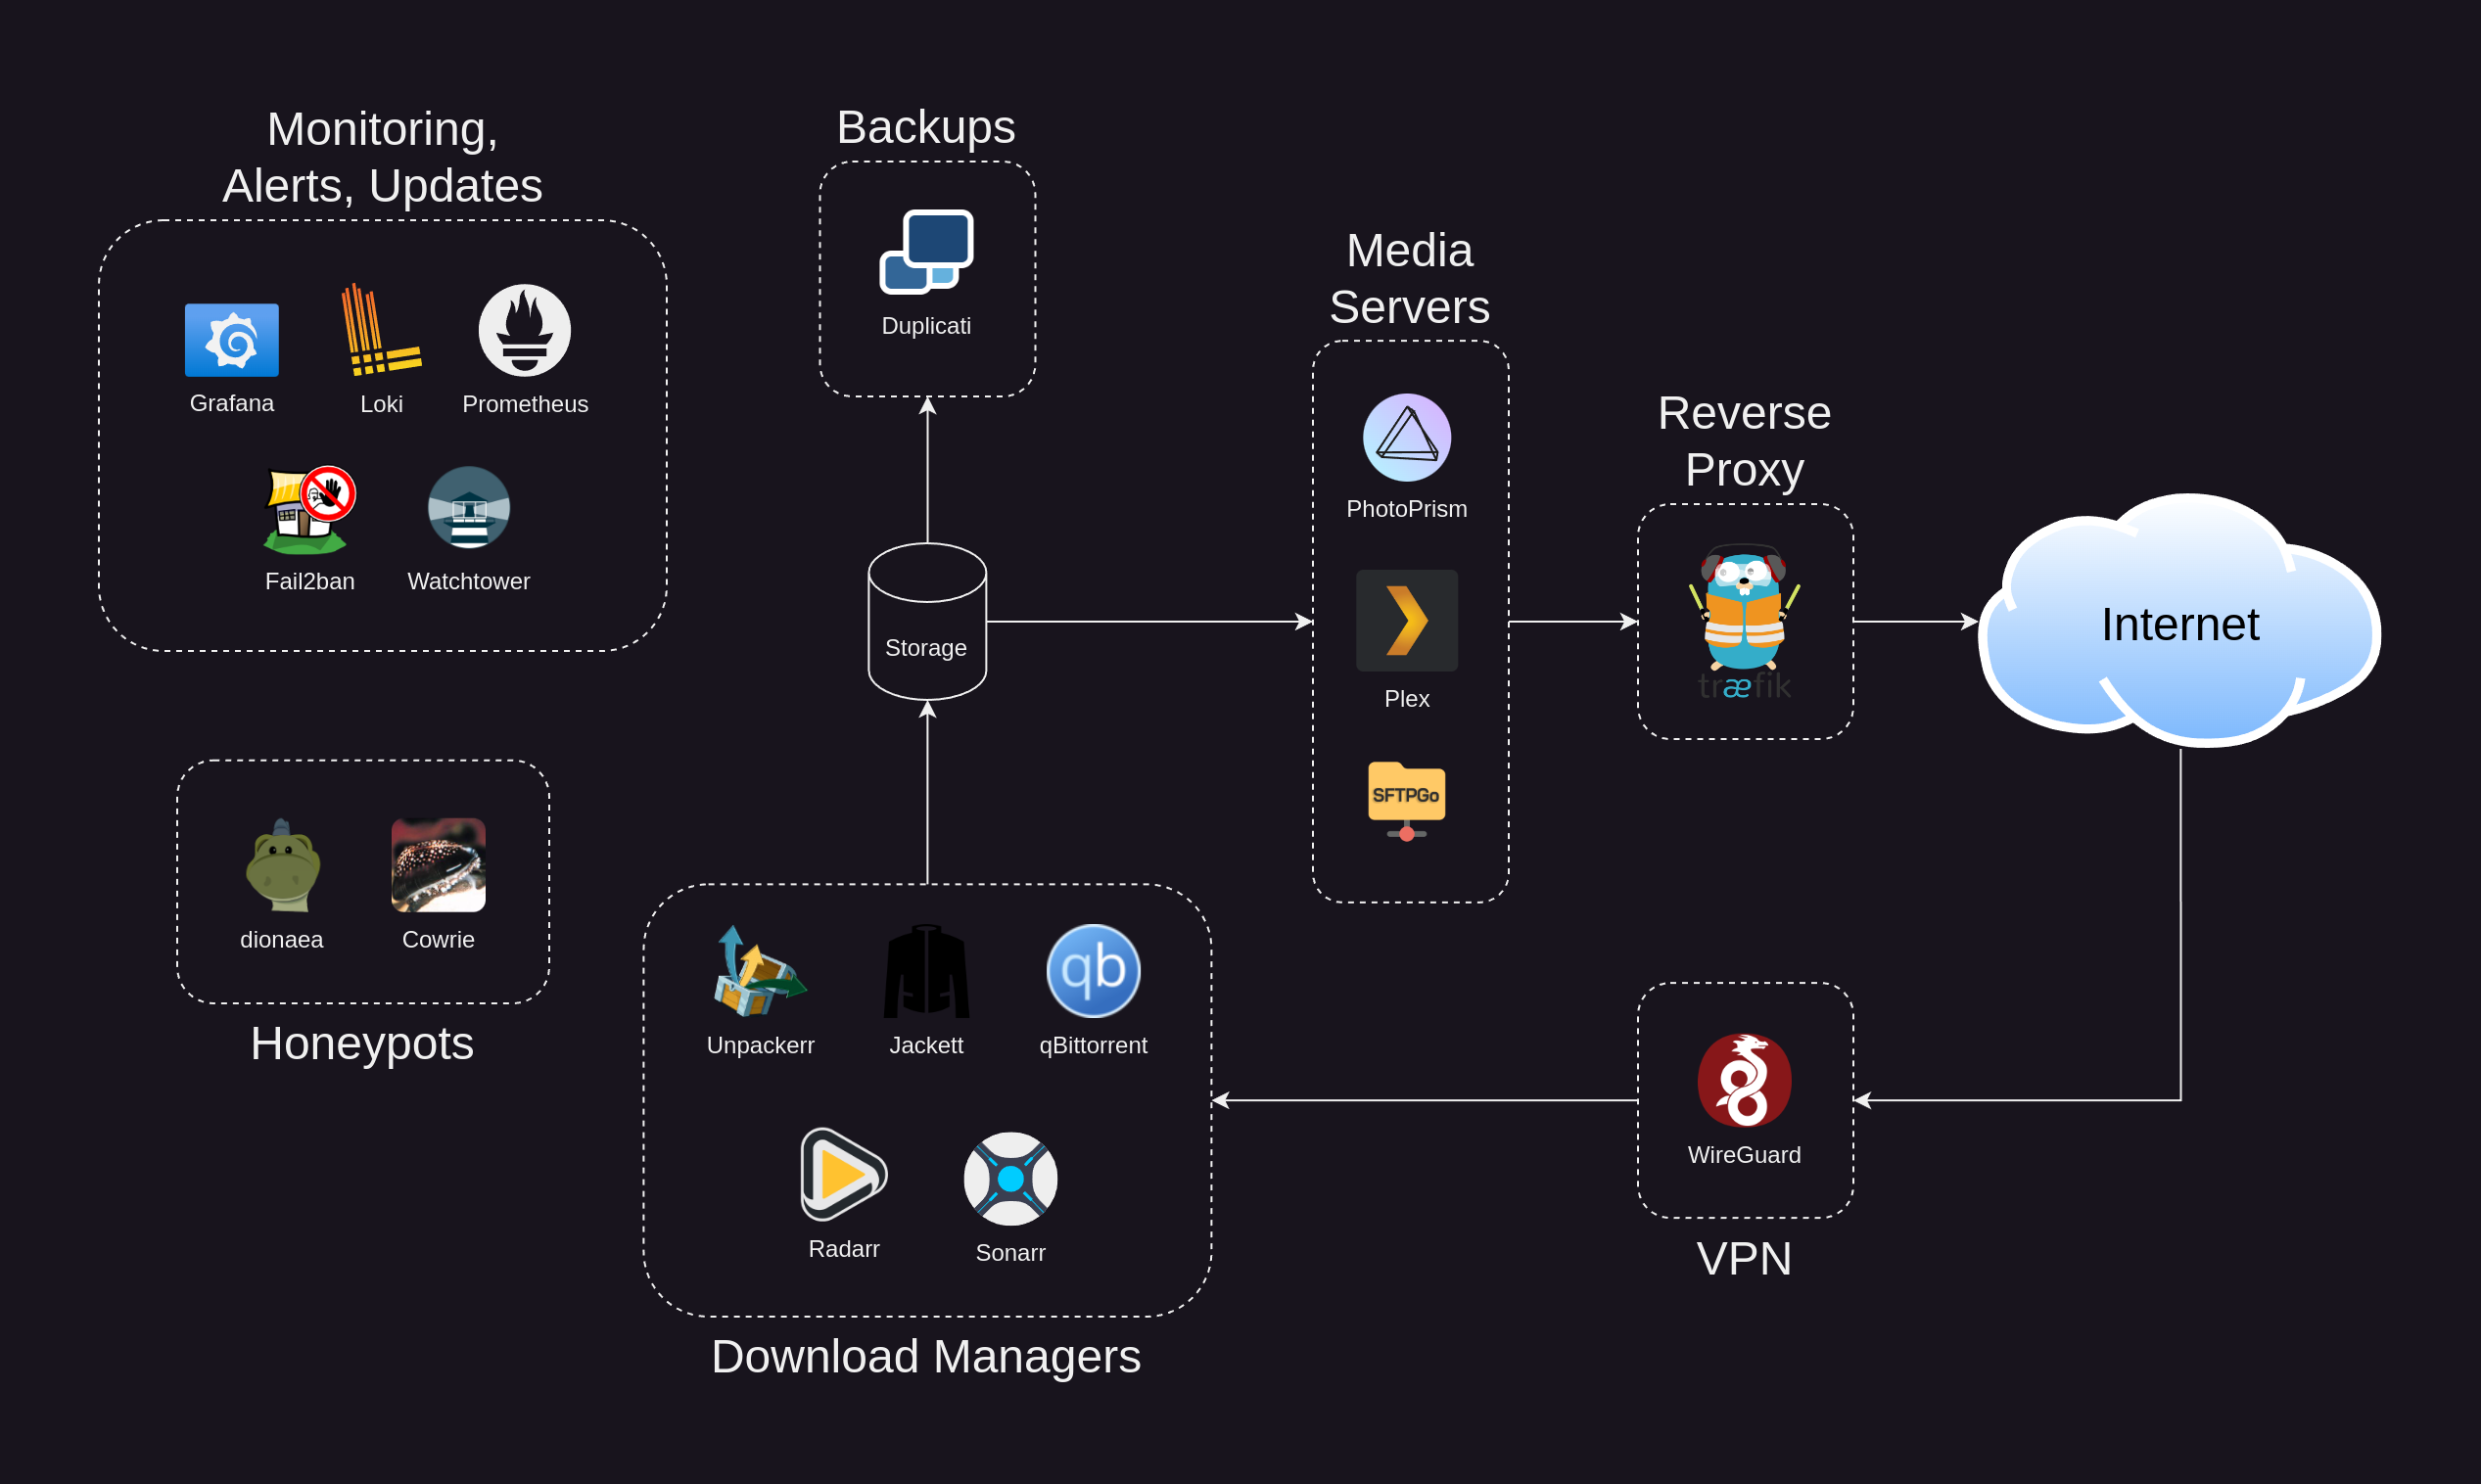 Monitoring,
Alerts, Updates
Grafana
Loki
Prometheus
Fail2ban
Watchtower
dionaea
Cowrie
Honeypots
Backups
Duplicati
Storage
Unpackerr
Jackett
qb
qBittorrent
Radarr
Sonarr
Download Managers
Media
Servers
PhotoPrism
Plex
SFTPGo
Reverse
Proxy
træfik
Internet
WireGuard
VPN